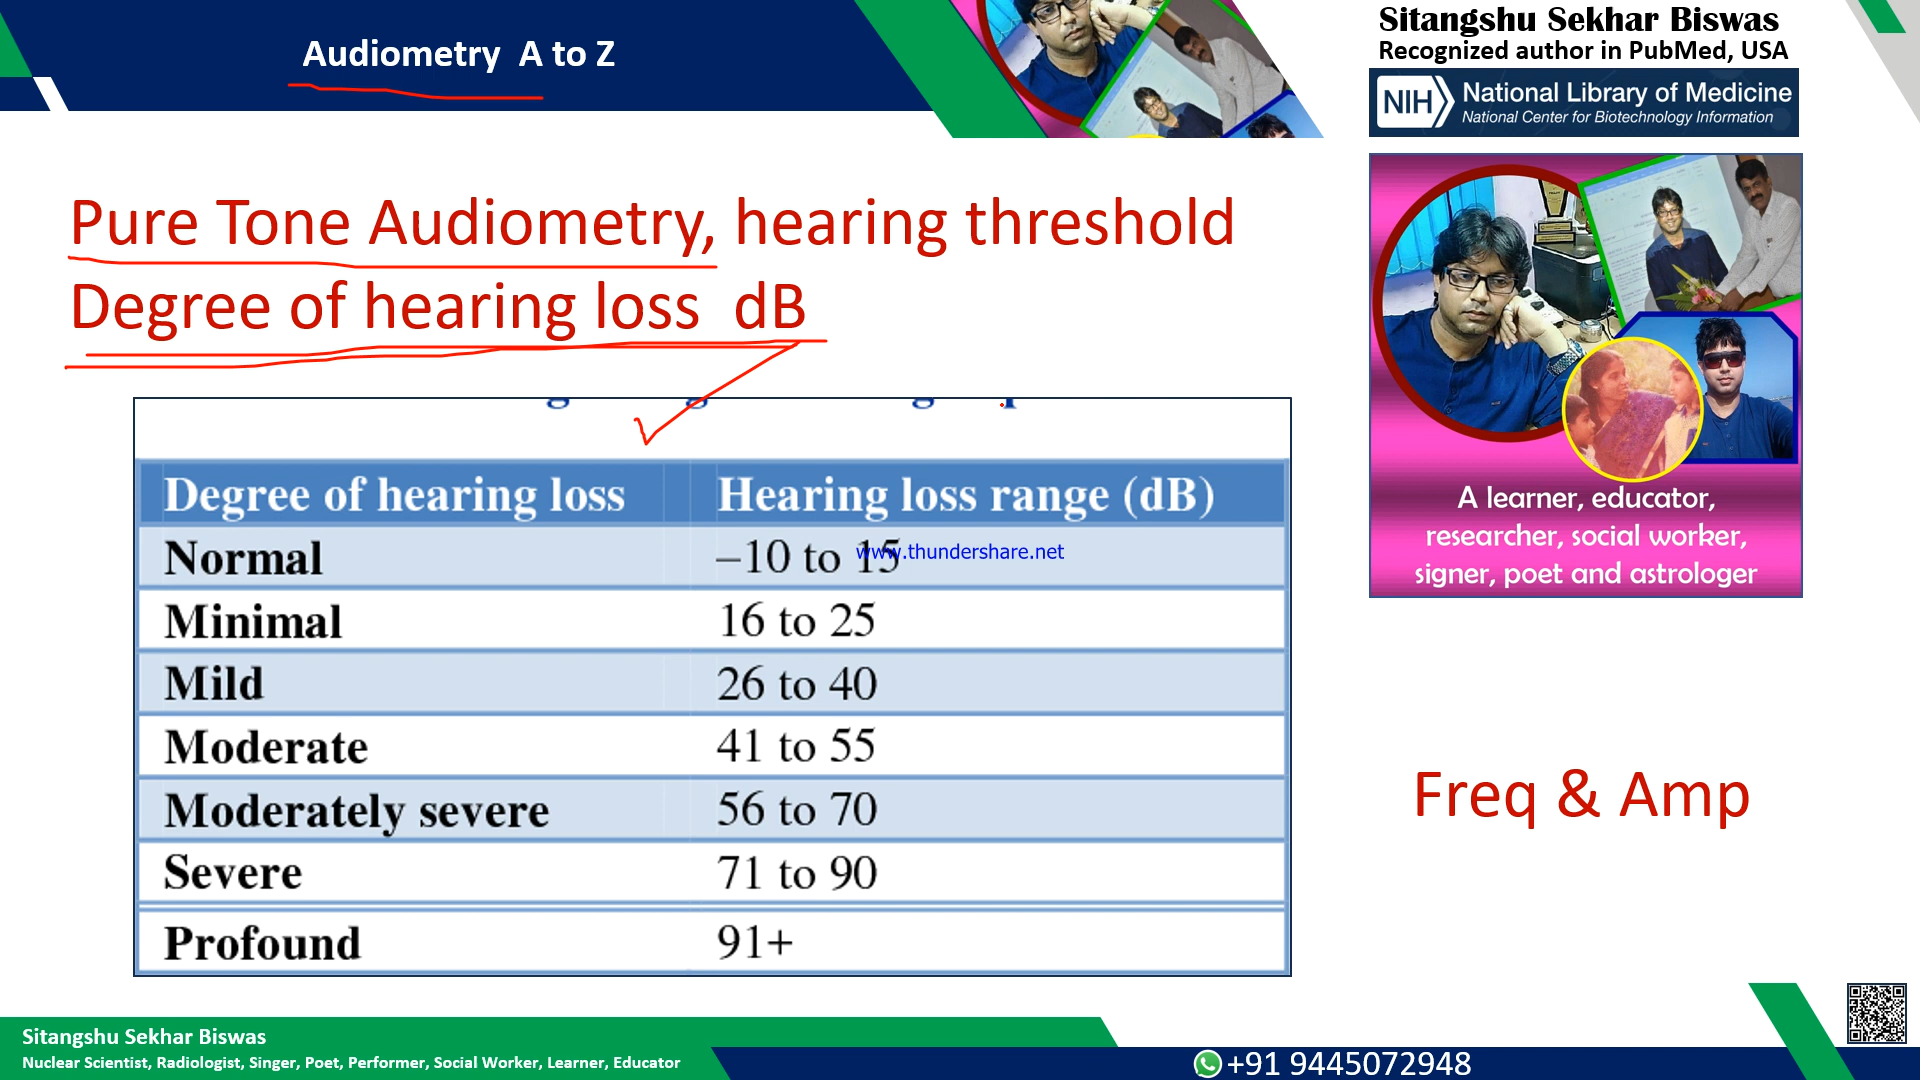 Audiometry A to Z
Sitangshu Sekhar Biswas
Recognized author in PubMed, USA
NIH
National Library of Medicine
National Center for Biotechnology Information
Pure Tone Audiometry, hearing threshold
Degree of hearing loss dB
Degree of hearing loss Hearing loss range (dB)
Normal –10 to 15
www.thundershare.net
Minimal 16 to 25
Mild 26 to 40
Moderate 41 to 55
Moderately severe 56 to 70
Severe 71 to 90
Profound 91+
A learner, educator,
researcher, social worker,
signer, poet and astrologer
Freq & Amp
Sitangshu Sekhar Biswas
Nuclear Scientist, Radiologist, Singer, Poet, Performer, Social Worker, Learner, Educator
+91 9445072948